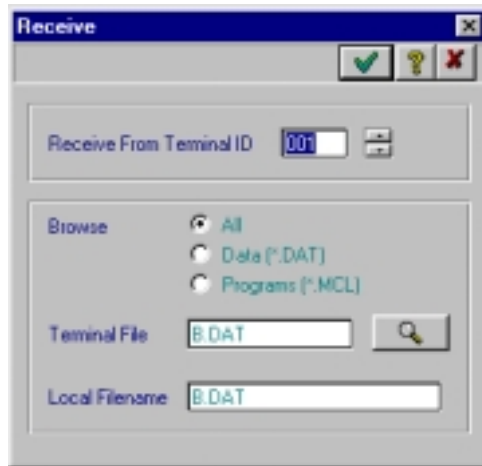 Receive
Receive From Terminal ID 001
Browse
All
Data (*.DAT)
Programs (*.MCL)
Terminal File B.DAT
Local Filename B.DAT